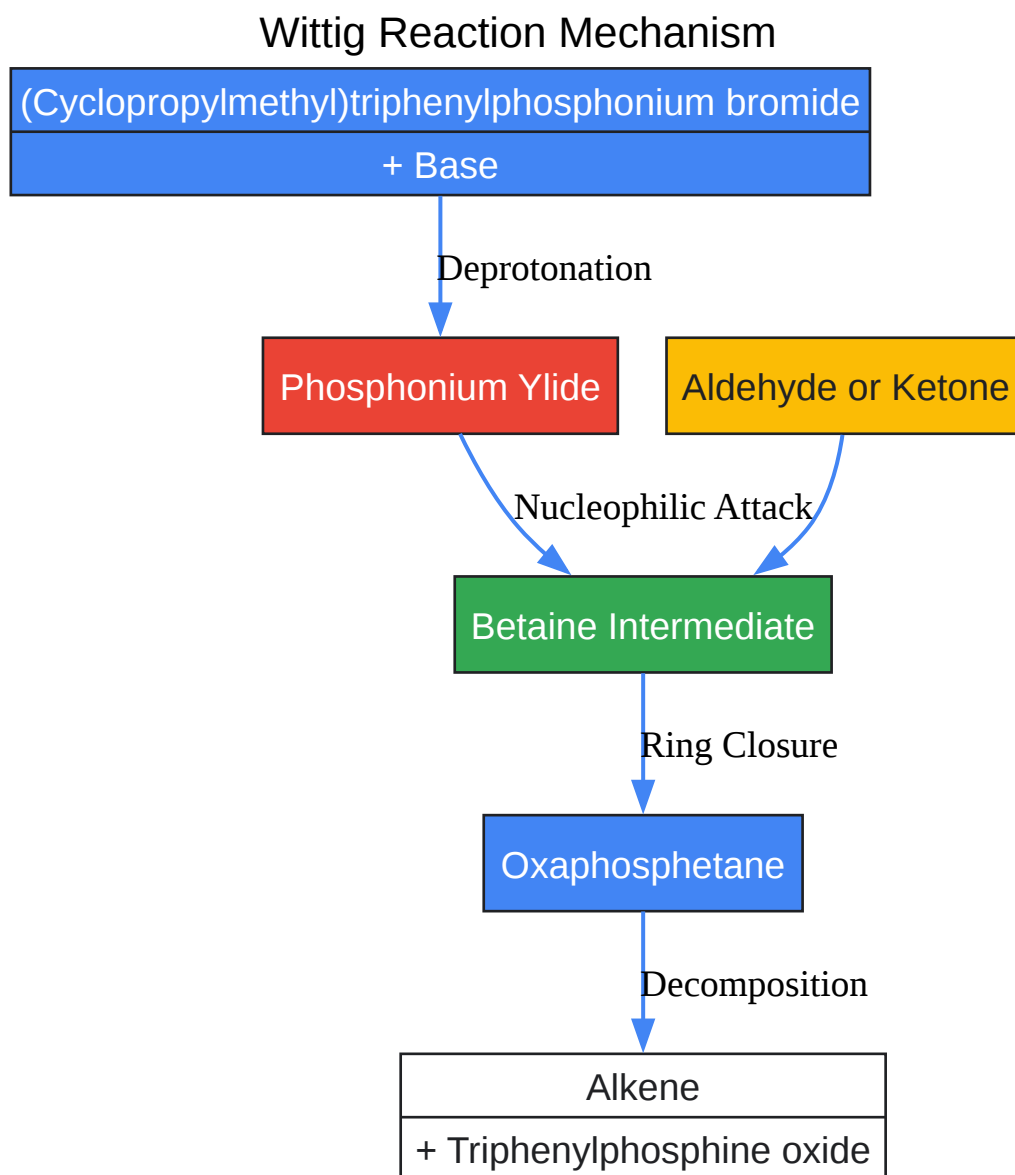 Wittig Reaction Mechanism
(Cyclopropylmethyl)triphenylphosphonium bromide
+ Base
Deprotonation
Phosphonium Ylide
Aldehyde or Ketone
Nucleophilic Attack
Betaine Intermediate
Ring Closure
Oxaphosphetane
Decomposition
Alkene
+ Triphenylphosphine oxide